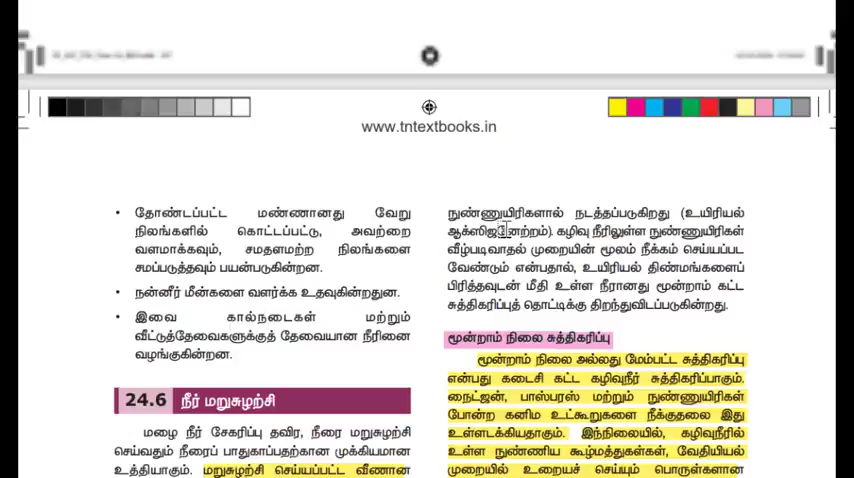 www.tntextbooks.in
• தோண்டப்பட்ட மண்ணானது வேறு
நிலங்களில் கொட்டப்பட்டு, அவற்றை
வளமாக்கவும், சமதளமற்ற நிலங்களை
சமப்படுத்தவும் பயன்படுகின்றன.
• நன்னீர் மீன்களை வளர்க்க உதவுகின்றதுன.
• இவை கால்நடைகள் மற்றும்
வீட்டுத்தேவைகளுக்குத் தேவையான நீரினை
வழங்குகின்றன.
24.6 நீர் மறுசுழற்சி
மழை நீர் சேகரிப்பு தவிர, நீரை மறுசுழற்சி
செய்வதும் நீரைப் பாதுகாப்பதற்கான முக்கியமான
உத்தியாகும். மறுசுழற்சி செய்யப்பட்ட வீணான
நுண்ணுயிரிகளால் நடத்தப்படுகிறது (உயிரியல்
ஆக்ஸிஜனேற்றம்). கழிவு நீரிலுள்ள நுண்ணுயிரிகள்
வீழ்படிவாதல் முறையின் மூலம் நீக்கம் செய்யப்பட
வேண்டும் என்பதால், உயிரியல் திண்மங்களைப்
பிரித்தவுடன் மீதி உள்ள நீரானது மூன்றாம் கட்ட
சுத்திகரிப்புத் தொட்டிக்கு திறந்துவிடப்படுகின்றது.
மூன்றாம் நிலை சுத்திகரிப்பு
மூன்றாம் நிலை அல்லது மேம்பட்ட சுத்திகரிப்பு
என்பது கடைசி கட்ட கழிவுநீர் சுத்திகரிப்பாகும்.
நைட்ஜன், பாஸ்பரஸ் மற்றும் நுண்ணுயிரிகள்
போன்ற கனிம உட்கூறுகளை நீக்குதலை இது
உள்ளடக்கியதாகும். இந்நிலையில், கழிவுநீரில்
உள்ள நுண்ணிய கூழ்மத்துகள்கள், வேதியியல்
முறையில் உறையச் செய்யும் பொருள்களான